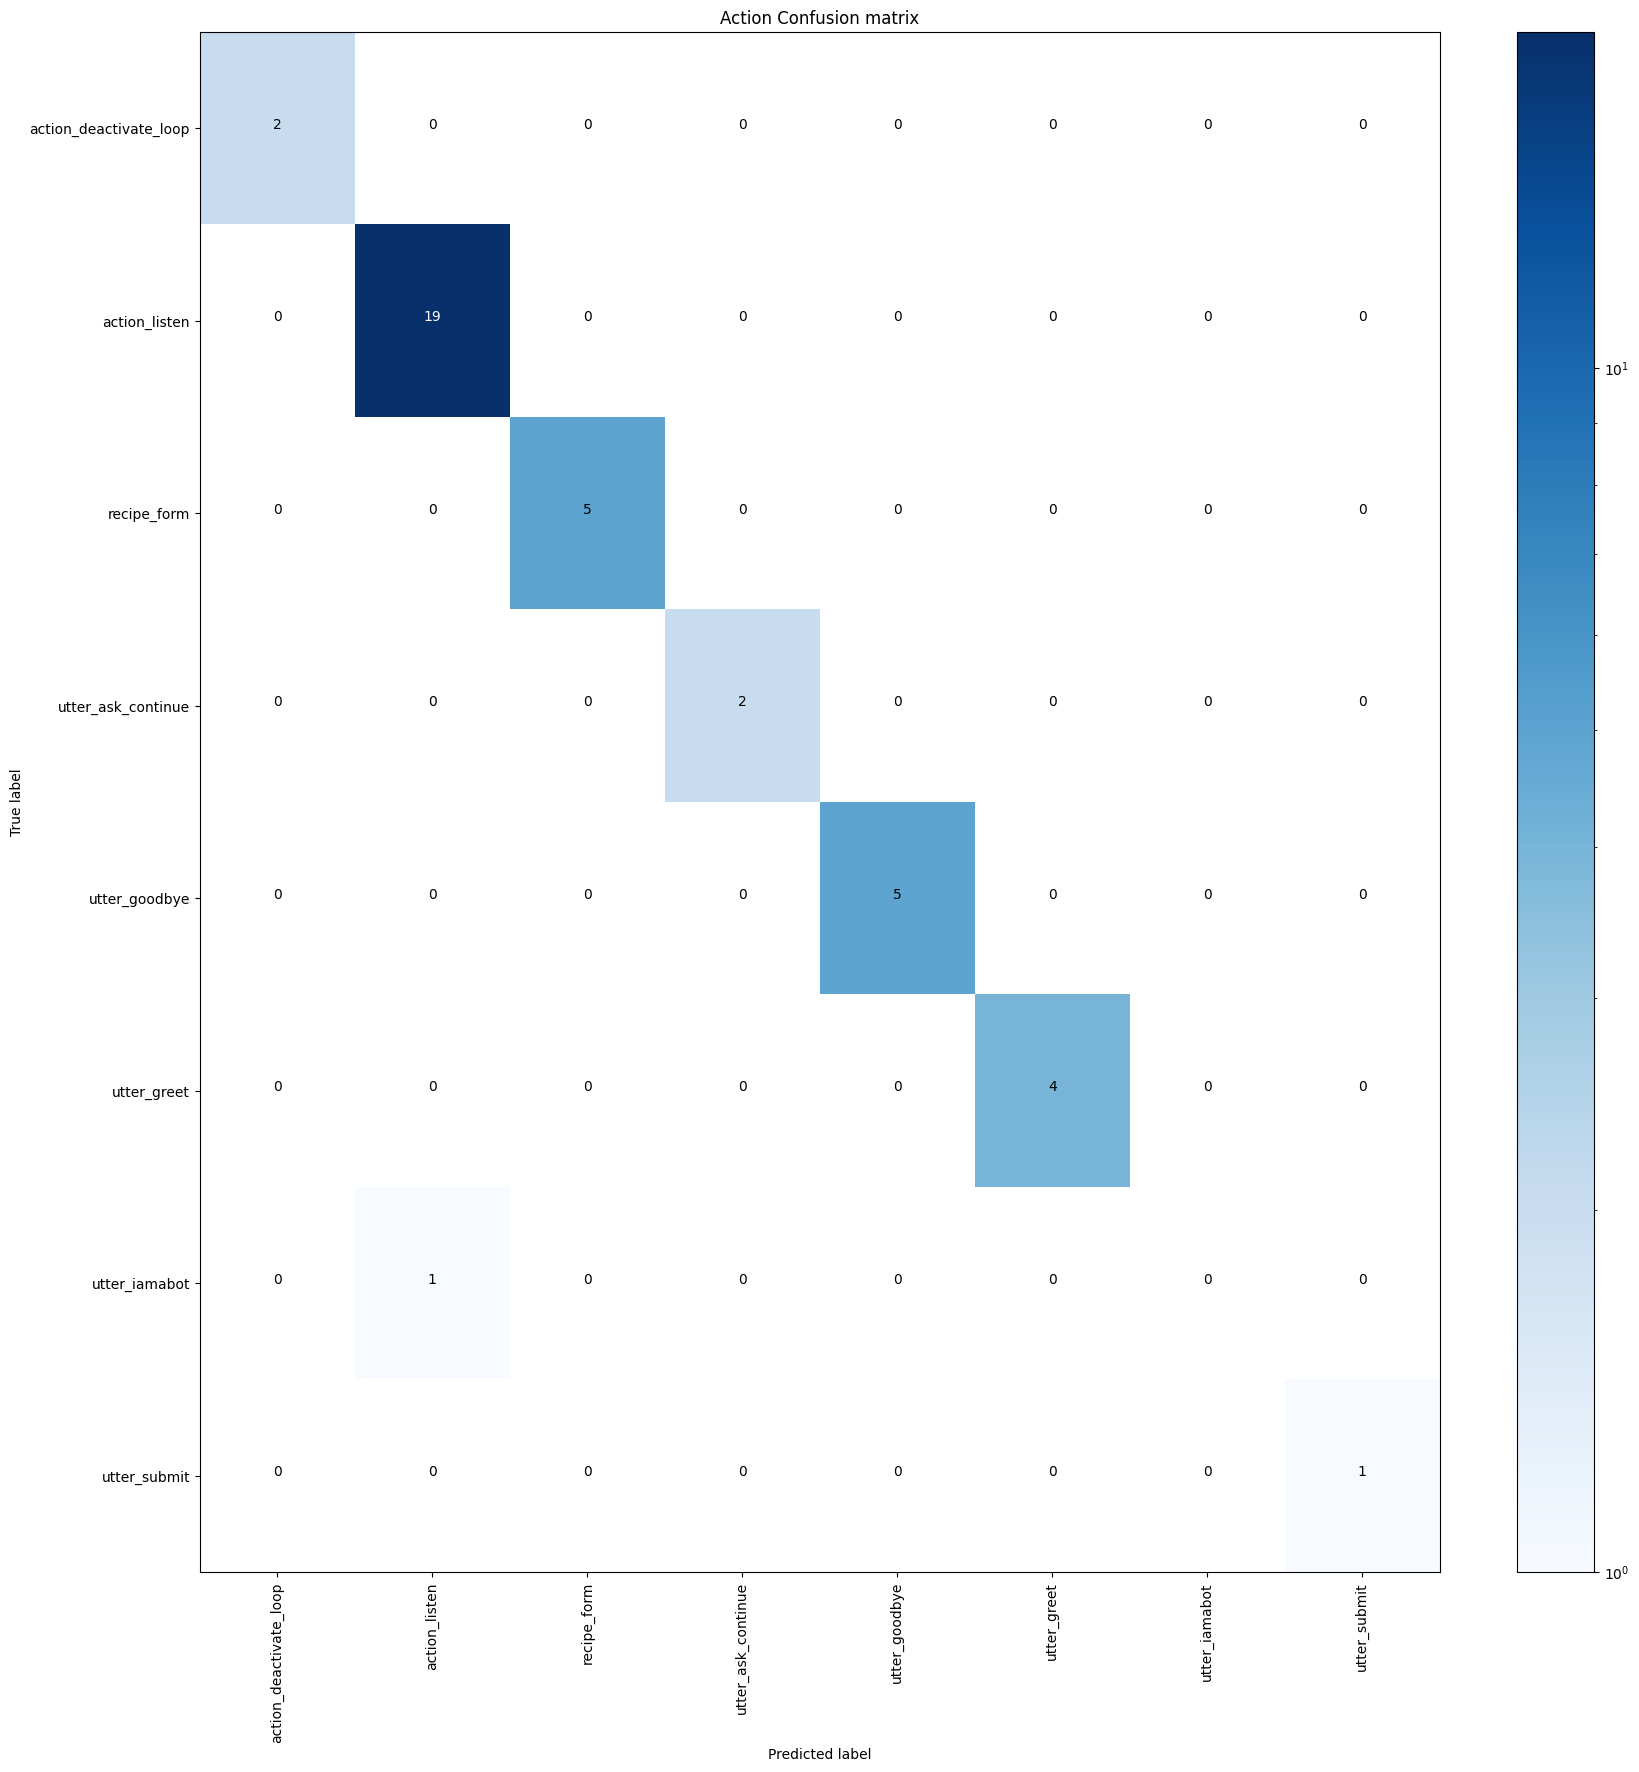 Action Confusion matrix
action_deactivate_loop 2 0 0 0 0 0 0 0
action_listen 0 19 0 0 0 0 0 0
10¹
recipe_form 0 0 5 0 0 0 0 0
utter_ask_continue 0 0 0 2 0 0 0 0
True label
utter_goodbye 0 0 0 0 5 0 0 0
utter_greet 0 0 0 0 0 4 0 0
utter_iamabot 0 1 0 0 0 0 0 0
utter_submit 0 0 0 0 0 0 0 1
10⁰
action_deactivate_loop
action_listen
recipe_form
utter_ask_continue
utter_goodbye
utter_greet
utter_iamabot
utter_submit
Predicted label